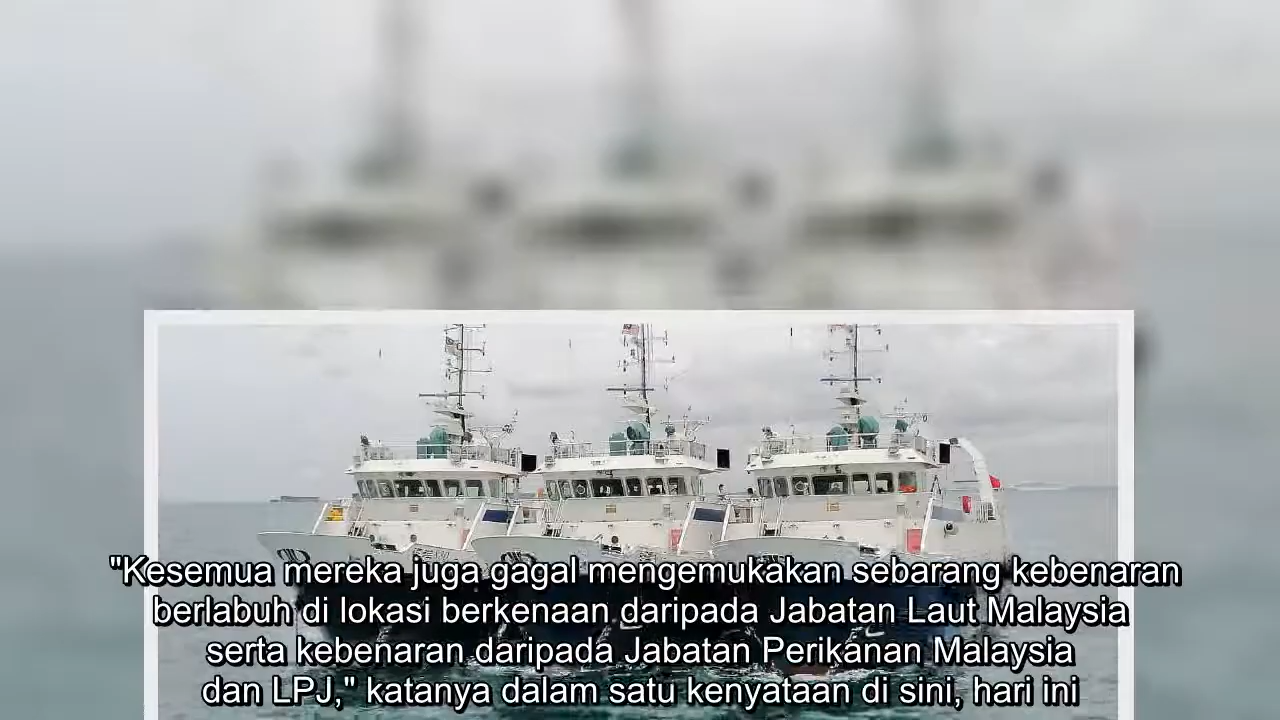 "Kesemua mereka juga gagal mengemukakan sebarang kebenaran
berlabuh di lokasi berkenaan daripada Jabatan Laut Malaysia
serta kebenaran daripada Jabatan Perikanan Malaysia
dan LPJ," katanya dalam satu kenyataan di sini, hari ini